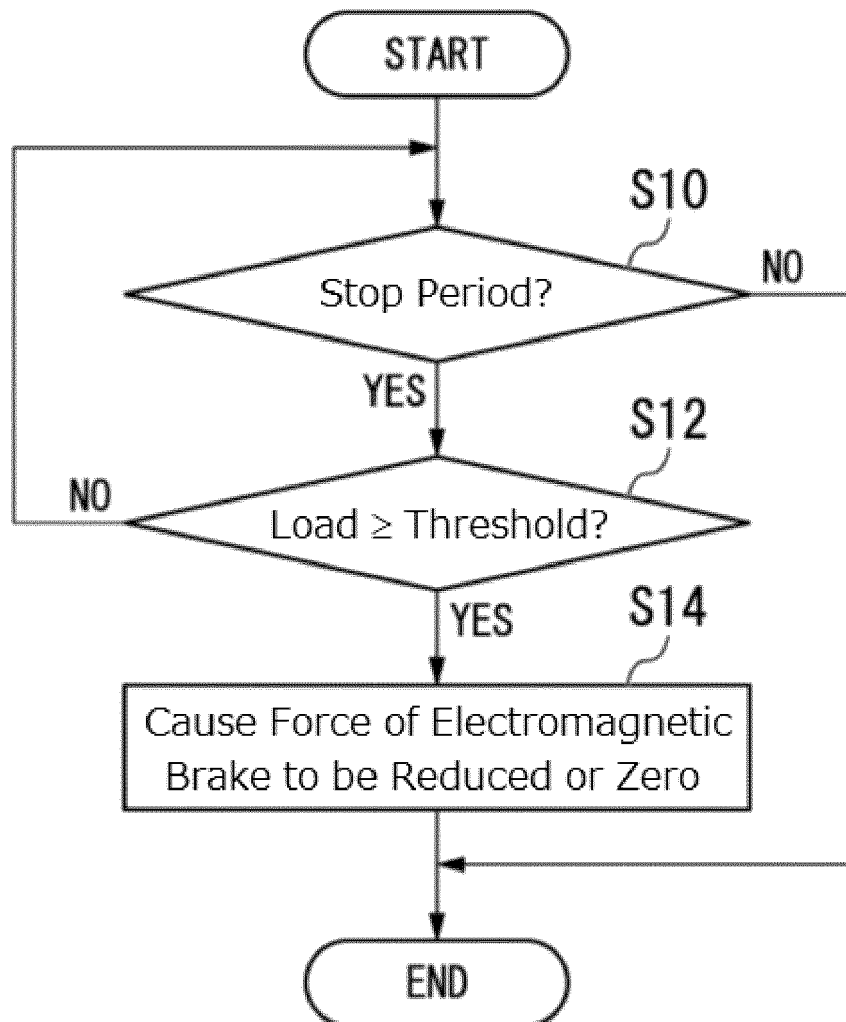 START
S10
Stop Period?
NO
YES
S12
NO
Load ≥ Threshold?
YES
S14
Cause Force of Electromagnetic
Brake to be Reduced or Zero
END